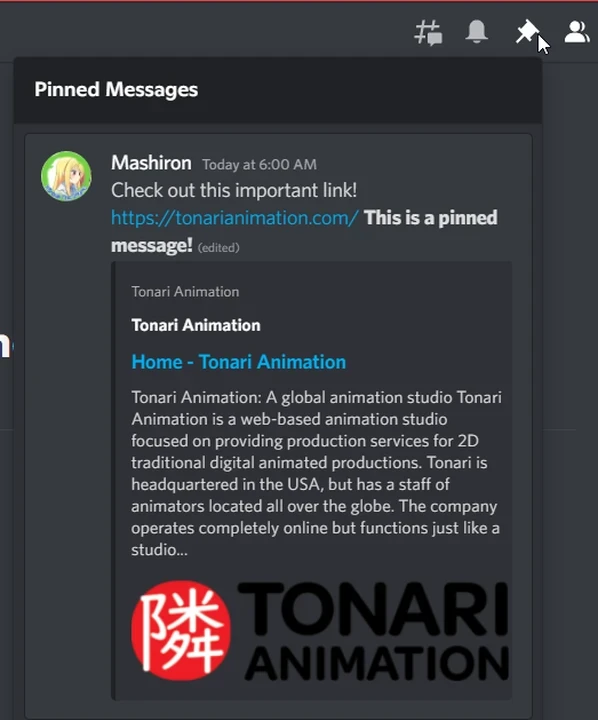 Pinned Messages
Mashiron Today at 6:00 AM
Check out this important link!
https://tonarianimation.com/ This is a pinned
message! (edited)
Tonari Animation
Tonari Animation
Home - Tonari Animation
Tonari Animation: A global animation studio Tonari
Animation is a web-based animation studio
focused on providing production services for 2D
traditional digital animated productions. Tonari is
headquartered in the USA, but has a staff of
animators located all over the globe. The company
operates completely online but functions just like a
studio...
隣 TONARI
ANIMATION